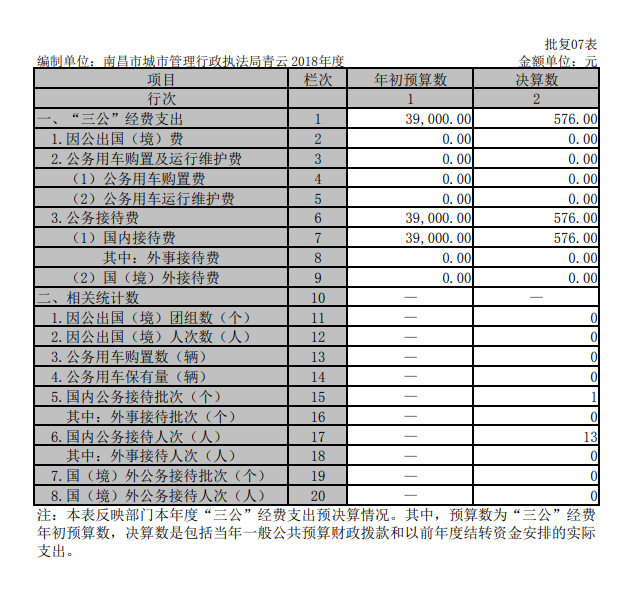 批复07表
编制单位：南昌市城市管理行政执法局青云 2018年度 金额单位：元
项目 栏次 年初预算数 决算数
行次 1 2
一、“三公”经费支出 1 39,000.00 576.00
1.因公出国（境）费 2 0.00 0.00
2.公务用车购置及运行维护费 3 0.00 0.00
（1）公务用车购置费 4 0.00 0.00
（2）公务用车运行维护费 5 0.00 0.00
3.公务接待费 6 39,000.00 576.00
（1）国内接待费 7 39,000.00 576.00
其中：外事接待费 8 0.00 0.00
（2）国（境）外接待费 9 0.00 0.00
二、相关统计数 10 — —
1.因公出国（境）团组数（个） 11 — 0
2.因公出国（境）人次数（人） 12 — 0
3.公务用车购置数（辆） 13 — 0
4.公务用车保有量（辆） 14 — 0
5.国内公务接待批次（个） 15 — 1
其中：外事接待批次（个） 16 — 0
6.国内公务接待人次（人） 17 — 13
其中：外事接待人次（人） 18 — 0
7.国（境）外公务接待批次（个） 19 — 0
8.国（境）外公务接待人次（人） 20 — 0
注：本表反映部门本年度“三公”经费支出预决算情况。其中，预算数为“三公”经费
年初预算数，决算数是包括当年一般公共预算财政拨款和以前年度结转资金安排的实际
支出。